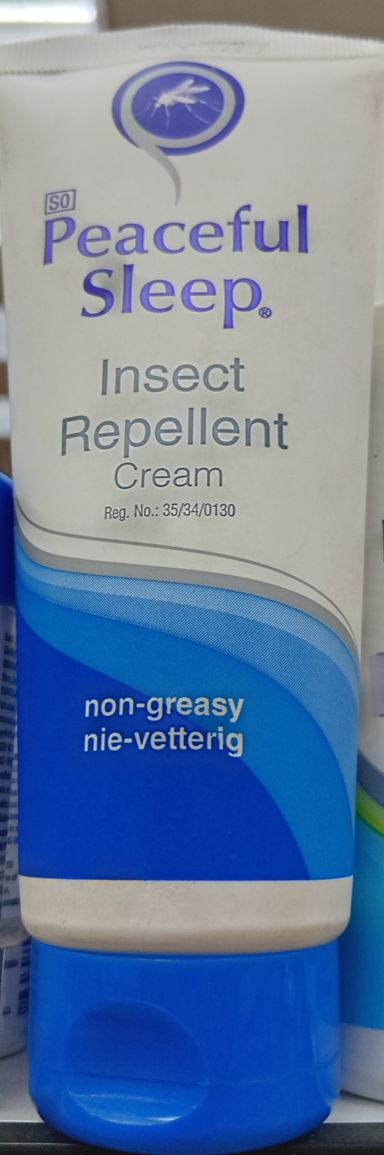 SO
Peaceful
Sleep®
Insect
Repellent
Cream
Reg. No.: 35/34/0130
non-greasy
nie-vetterig